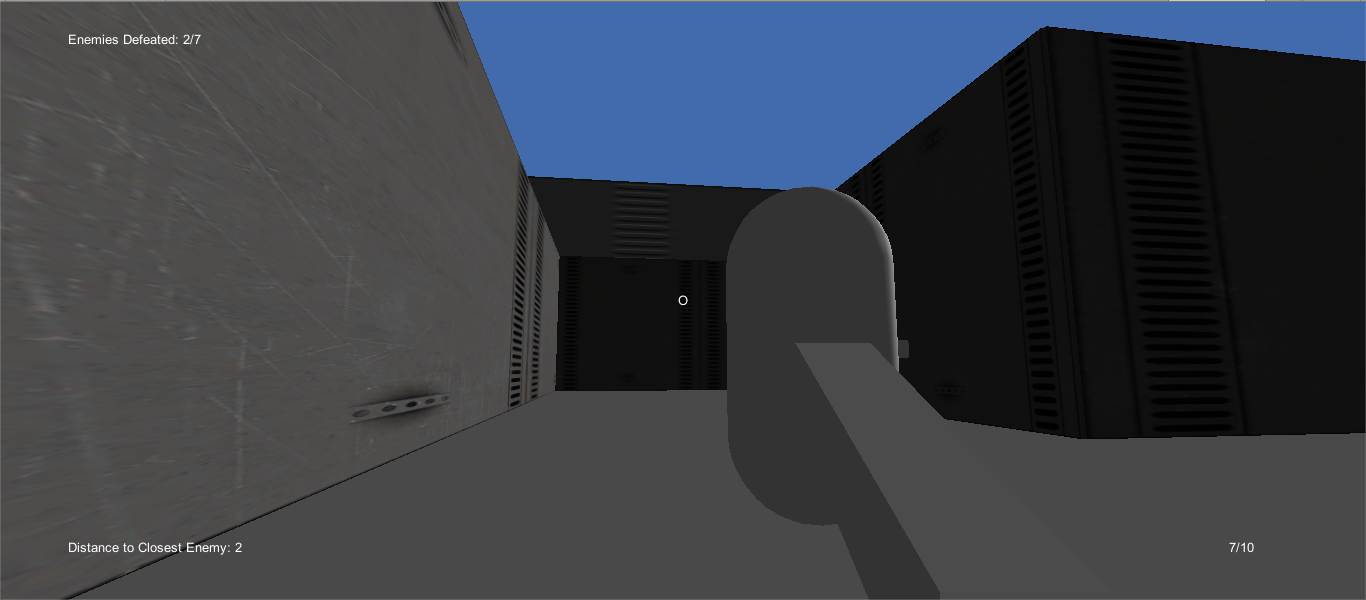 Enemies Defeated: 2/7
O
Distance to Closest Enemy: 2
7/10